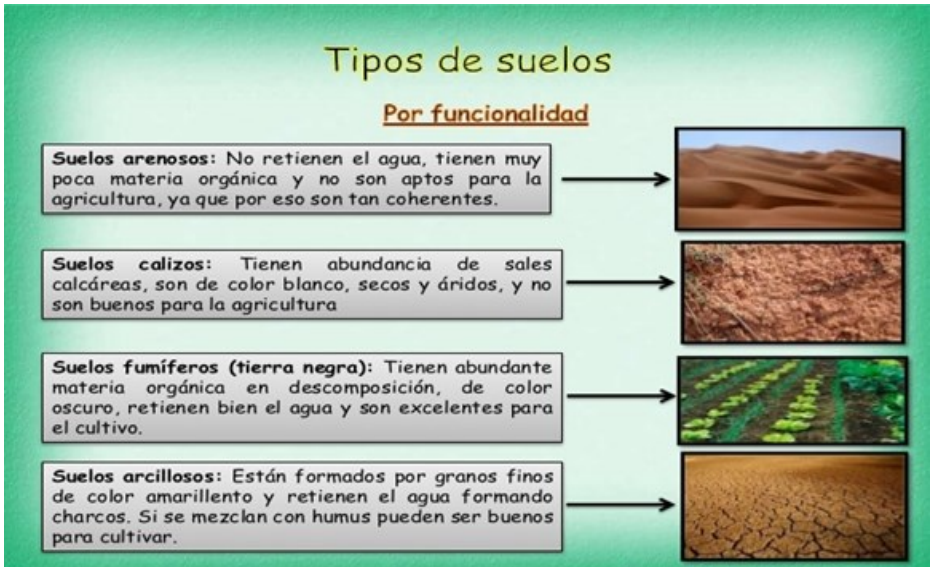 Tipos de suelos
Por funcionalidad
Suelos arenosos: No retienen el agua, tienen muy
poca materia orgánica y no son aptos para la
agricultura, ya que por eso son tan coherentes.
Suelos calizos: Tienen abundancia de sales
calcáreas, son de color blanco, secos y áridos, y no
son buenos para la agricultura
Suelos fumíferos (tierra negra): Tienen abundante
materia orgánica en descomposición, de color
oscuro, retienen bien el agua y son excelentes para
el cultivo.
Suelos arcillosos: Están formados por granos finos
de color amarillento y retienen el agua formando
charcos. Si se mezclan con humus pueden ser buenos
para cultivar.